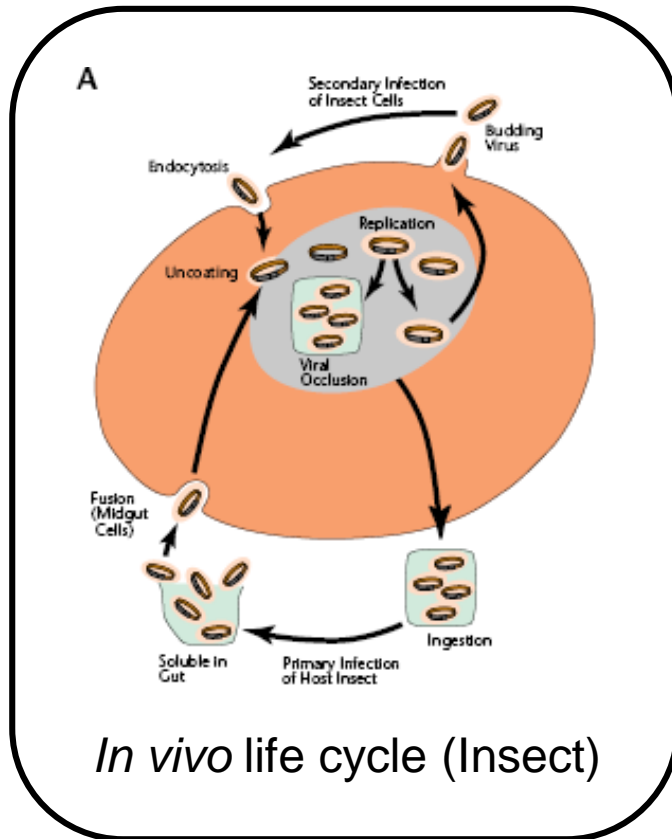 A
Secondary Infection
of Insect Cells
Budding
Virus
Endocytosis
Replication
Uncoating
Viral
Occlusion
Fusion
(Midgut
Cells)
Ingestion
Soluble in
Gut
Primary Infection
of Host Insect
In vivo life cycle (Insect)